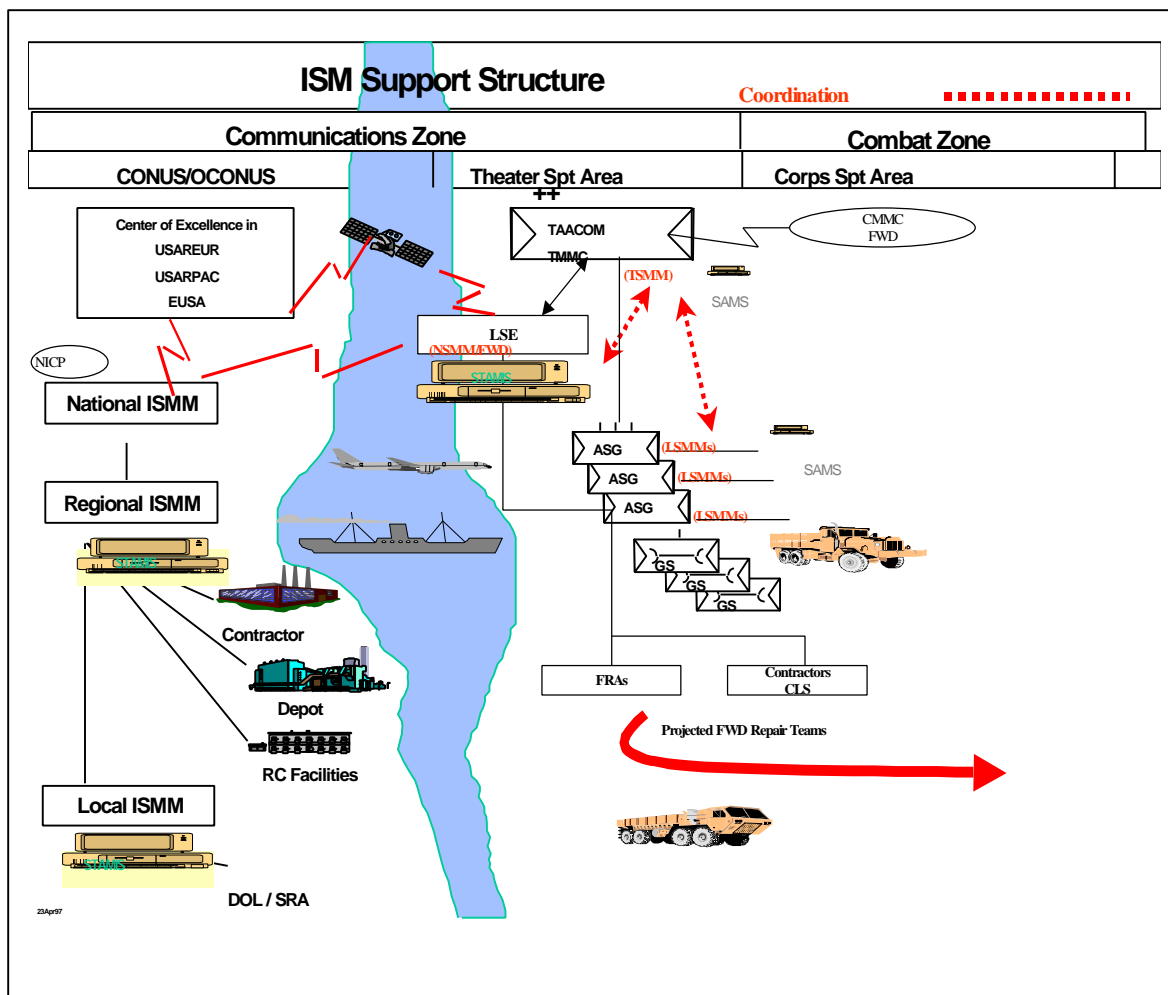 ISM Support Structure
Coordination
Communications Zone
Combat Zone
CONUS/OCONUS
Theater Spt Area
Corps Spt Area
++
Center of Excellence in
USAREUR
USARPAC
EUSA
TAACOM
TMMC
CMMC
FWD
(TSMM)
SAMS
LSE
(NSMM/FWD)
STAMIS
NICP
National ISMM
ASG
(LSMMs)
ASG
(LSMMs)
ASG
(LSMMs)
SAMS
Regional ISMM
STAMIS
GS
GS
GS
Contractor
Depot
RC Facilities
FRAs
Contractors
CLS
Projected FWD Repair Teams
Local ISMM
STAMIS
DOL / SRA
23Apr97